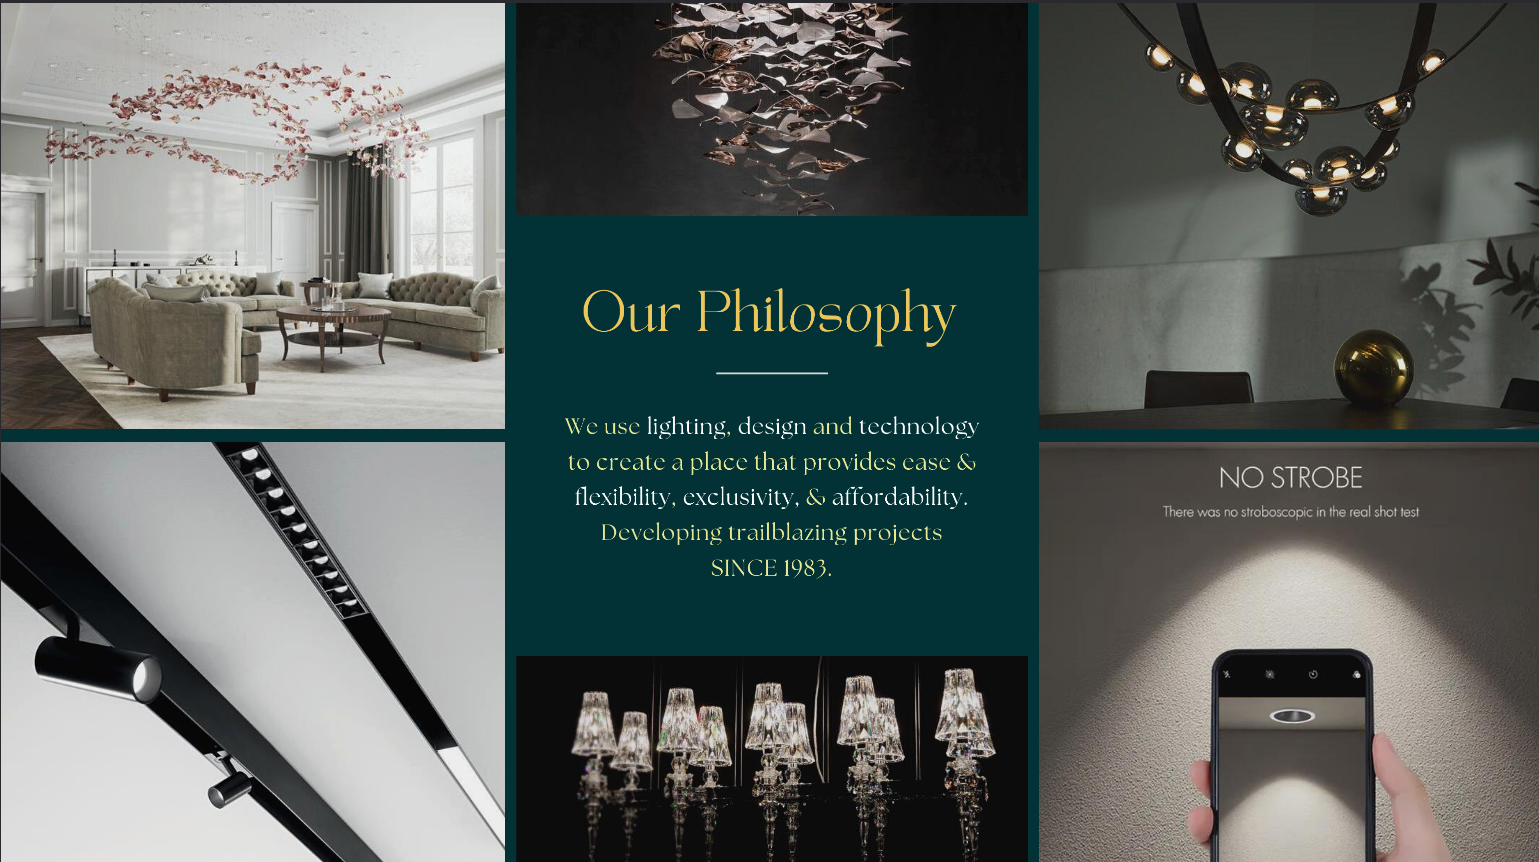 Our Philosophy
We use lighting, design and technology
to create a place that provides ease &
flexibility, exclusivity, & affordability.
Developing trailblazing projects
SINCE 1983.
NO STROBE
There was no stroboscopic in the real shot test